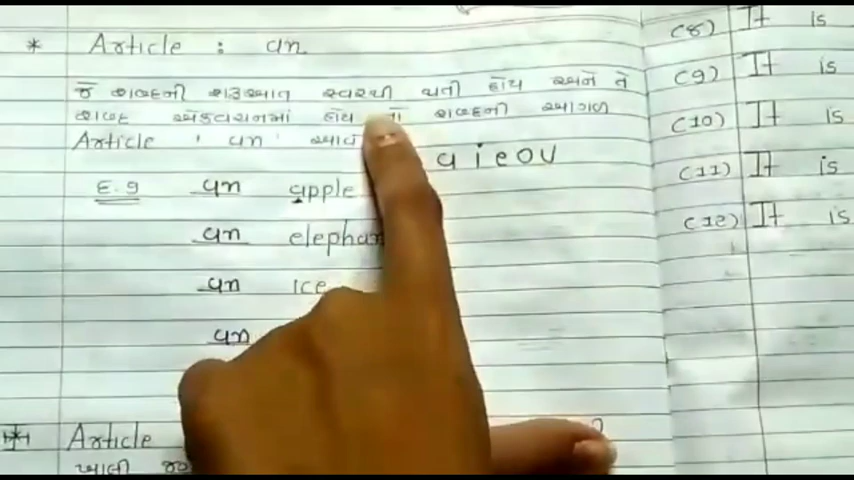 * Article : an
જે શબ્દની શરૂઆત સ્વરથી થતી હોય અને તે
શબ્દ એકવચનમાં હોય તો શબ્દની આગળ
Article 'an' આવે
a i e o u
E.g an apple
an elephan
an ice
an
* Article ?
ખાલી
(8) It is
(9) It is
(10) It is
(11) It is
(12) It is